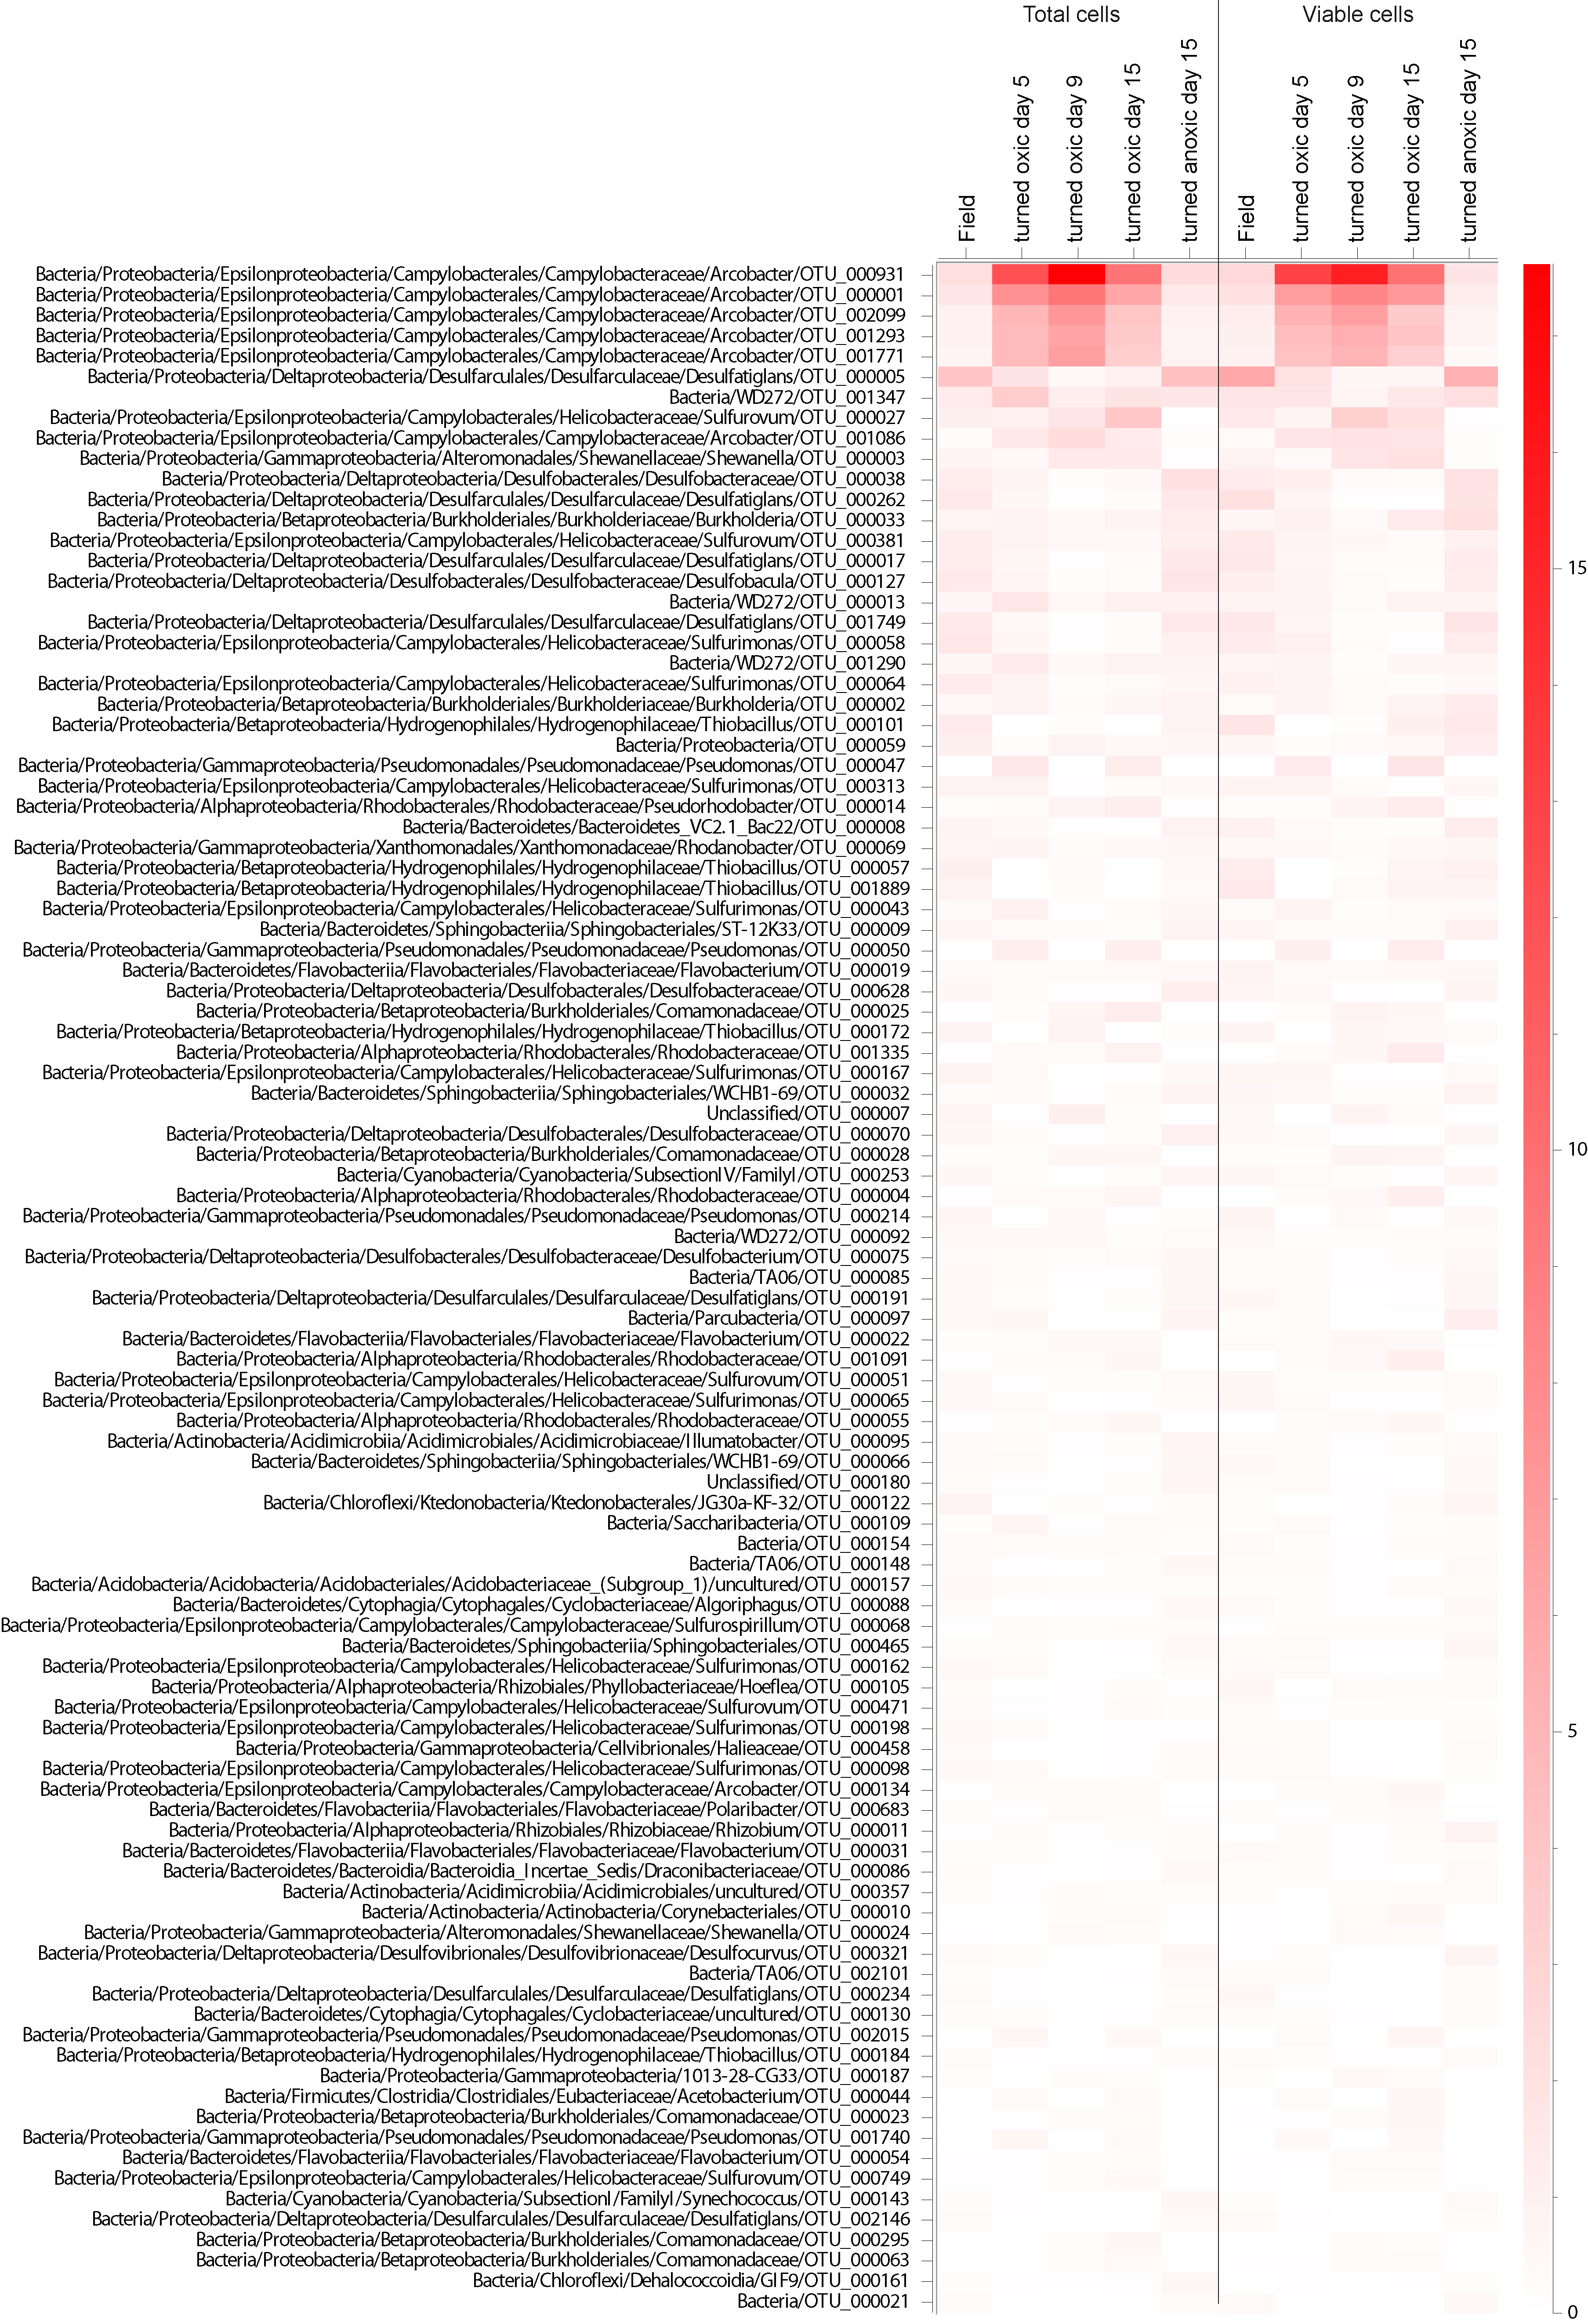 Total cells
Viable cells
Field
turned oxic day 5
turned oxic day 9
turned oxic day 15
turned anoxic day 15
Field
turned oxic day 5
turned oxic day 9
turned oxic day 15
turned anoxic day 15
Bacteria/Proteobacteria/Epsilonproteobacteria/Campylobacterales/Campylobacteraceae/Arcobacter/OTU_000931
Bacteria/Proteobacteria/Epsilonproteobacteria/Campylobacterales/Campylobacteraceae/Arcobacter/OTU_000001
Bacteria/Proteobacteria/Epsilonproteobacteria/Campylobacterales/Campylobacteraceae/Arcobacter/OTU_002099
Bacteria/Proteobacteria/Epsilonproteobacteria/Campylobacterales/Campylobacteraceae/Arcobacter/OTU_001293
Bacteria/Proteobacteria/Epsilonproteobacteria/Campylobacterales/Campylobacteraceae/Arcobacter/OTU_001771
Bacteria/Proteobacteria/Deltaproteobacteria/Desulfarculales/Desulfarculaceae/Desulfatiglans/OTU_000005
Bacteria/WD272/OTU_001347
Bacteria/Proteobacteria/Epsilonproteobacteria/Campylobacterales/Helicobacteraceae/Sulfurovum/OTU_000027
Bacteria/Proteobacteria/Epsilonproteobacteria/Campylobacterales/Campylobacteraceae/Arcobacter/OTU_001086
Bacteria/Proteobacteria/Gammaproteobacteria/Alteromonadales/Shewanellaceae/Shewanella/OTU_000003
Bacteria/Proteobacteria/Deltaproteobacteria/Desulfobacterales/Desulfobacteraceae/OTU_000038
Bacteria/Proteobacteria/Deltaproteobacteria/Desulfarculales/Desulfarculaceae/Desulfatiglans/OTU_000262
Bacteria/Proteobacteria/Betaproteobacteria/Burkholderiales/Burkholderiaceae/Burkholderia/OTU_000033
Bacteria/Proteobacteria/Epsilonproteobacteria/Campylobacterales/Helicobacteraceae/Sulfurovum/OTU_000381
Bacteria/Proteobacteria/Deltaproteobacteria/Desulfarculales/Desulfarculaceae/Desulfatiglans/OTU_000017
Bacteria/Proteobacteria/Deltaproteobacteria/Desulfobacterales/Desulfobacteraceae/Desulfobacula/OTU_000127
Bacteria/WD272/OTU_000013
Bacteria/Proteobacteria/Deltaproteobacteria/Desulfarculales/Desulfarculaceae/Desulfatiglans/OTU_001749
Bacteria/Proteobacteria/Epsilonproteobacteria/Campylobacterales/Helicobacteraceae/Sulfurimonas/OTU_000058
Bacteria/WD272/OTU_001290
Bacteria/Proteobacteria/Epsilonproteobacteria/Campylobacterales/Helicobacteraceae/Sulfurimonas/OTU_000064
Bacteria/Proteobacteria/Betaproteobacteria/Burkholderiales/Burkholderiaceae/Burkholderia/OTU_000002
Bacteria/Proteobacteria/Betaproteobacteria/Hydrogenophilales/Hydrogenophilaceae/Thiobacillus/OTU_000101
Bacteria/Proteobacteria/OTU_000059
Bacteria/Proteobacteria/Gammaproteobacteria/Pseudomonadales/Pseudomonadaceae/Pseudomonas/OTU_000047
Bacteria/Proteobacteria/Epsilonproteobacteria/Campylobacterales/Helicobacteraceae/Sulfurimonas/OTU_000313
Bacteria/Proteobacteria/Alphaproteobacteria/Rhodobacterales/Rhodobacteraceae/Pseudorhodobacter/OTU_000014
Bacteria/Bacteroidetes/Bacteroidetes_VC2.1_Bac22/OTU_000008
Bacteria/Proteobacteria/Gammaproteobacteria/Xanthomonadales/Xanthomonadaceae/Rhodanobacter/OTU_000069
Bacteria/Proteobacteria/Betaproteobacteria/Hydrogenophilales/Hydrogenophilaceae/Thiobacillus/OTU_000057
Bacteria/Proteobacteria/Betaproteobacteria/Hydrogenophilales/Hydrogenophilaceae/Thiobacillus/OTU_001889
Bacteria/Proteobacteria/Epsilonproteobacteria/Campylobacterales/Helicobacteraceae/Sulfurimonas/OTU_000043
Bacteria/Bacteroidetes/Sphingobacteriia/Sphingobacteriales/ST-12K33/OTU_000009
Bacteria/Proteobacteria/Gammaproteobacteria/Pseudomonadales/Pseudomonadaceae/Pseudomonas/OTU_000050
Bacteria/Bacteroidetes/Flavobacteriia/Flavobacteriales/Flavobacteriaceae/Flavobacterium/OTU_000019
Bacteria/Proteobacteria/Deltaproteobacteria/Desulfobacterales/Desulfobacteraceae/OTU_000628
Bacteria/Proteobacteria/Betaproteobacteria/Burkholderiales/Comamonadaceae/OTU_000025
Bacteria/Proteobacteria/Betaproteobacteria/Hydrogenophilales/Hydrogenophilaceae/Thiobacillus/OTU_000172
Bacteria/Proteobacteria/Alphaproteobacteria/Rhodobacterales/Rhodobacteraceae/OTU_001335
Bacteria/Proteobacteria/Epsilonproteobacteria/Campylobacterales/Helicobacteraceae/Sulfurimonas/OTU_000167
Bacteria/Bacteroidetes/Sphingobacteriia/Sphingobacteriales/WCHB1-69/OTU_000032
Unclassified/OTU_000007
Bacteria/Proteobacteria/Deltaproteobacteria/Desulfobacterales/Desulfobacteraceae/OTU_000070
Bacteria/Proteobacteria/Betaproteobacteria/Burkholderiales/Comamonadaceae/OTU_000028
Bacteria/Cyanobacteria/Cyanobacteria/SubsectionIV/FamilyI/OTU_000253
Bacteria/Proteobacteria/Alphaproteobacteria/Rhodobacterales/Rhodobacteraceae/OTU_000004
Bacteria/Proteobacteria/Gammaproteobacteria/Pseudomonadales/Pseudomonadaceae/Pseudomonas/OTU_000214
Bacteria/WD272/OTU_000092
Bacteria/Proteobacteria/Deltaproteobacteria/Desulfobacterales/Desulfobacteraceae/Desulfobacterium/OTU_000075
Bacteria/TA06/OTU_000085
Bacteria/Proteobacteria/Deltaproteobacteria/Desulfarculales/Desulfarculaceae/Desulfatiglans/OTU_000191
Bacteria/Parcubacteria/OTU_000097
Bacteria/Bacteroidetes/Flavobacteriia/Flavobacteriales/Flavobacteriaceae/Flavobacterium/OTU_000022
Bacteria/Proteobacteria/Alphaproteobacteria/Rhodobacterales/Rhodobacteraceae/OTU_001091
Bacteria/Proteobacteria/Epsilonproteobacteria/Campylobacterales/Helicobacteraceae/Sulfurovum/OTU_000051
Bacteria/Proteobacteria/Epsilonproteobacteria/Campylobacterales/Helicobacteraceae/Sulfurimonas/OTU_000065
Bacteria/Proteobacteria/Alphaproteobacteria/Rhodobacterales/Rhodobacteraceae/OTU_000055
Bacteria/Actinobacteria/Acidimicrobiia/Acidimicrobiales/Acidimicrobiaceae/Illumatobacter/OTU_000095
Bacteria/Bacteroidetes/Sphingobacteriia/Sphingobacteriales/WCHB1-69/OTU_000066
Unclassified/OTU_000180
Bacteria/Chloroflexi/Ktedonobacteria/Ktedonobacterales/JG30a-KF-32/OTU_000122
Bacteria/Saccharibacteria/OTU_000109
Bacteria/OTU_000154
Bacteria/TA06/OTU_000148
Bacteria/Acidobacteria/Acidobacteria/Acidobacteriales/Acidobacteriaceae_(Subgroup_1)/uncultured/OTU_000157
Bacteria/Bacteroidetes/Cytophagia/Cytophagales/Cyclobacteriaceae/Algoriphagus/OTU_000088
Bacteria/Proteobacteria/Epsilonproteobacteria/Campylobacterales/Campylobacteraceae/Sulfurospirillum/OTU_000068
Bacteria/Bacteroidetes/Sphingobacteriia/Sphingobacteriales/OTU_000465
Bacteria/Proteobacteria/Epsilonproteobacteria/Campylobacterales/Helicobacteraceae/Sulfurimonas/OTU_000162
Bacteria/Proteobacteria/Alphaproteobacteria/Rhizobiales/Phyllobacteriaceae/Hoeflea/OTU_000105
Bacteria/Proteobacteria/Epsilonproteobacteria/Campylobacterales/Helicobacteraceae/Sulfurovum/OTU_000471
Bacteria/Proteobacteria/Epsilonproteobacteria/Campylobacterales/Helicobacteraceae/Sulfurimonas/OTU_000198
Bacteria/Proteobacteria/Gammaproteobacteria/Cellvibrionales/Halieaceae/OTU_000458
Bacteria/Proteobacteria/Epsilonproteobacteria/Campylobacterales/Helicobacteraceae/Sulfurimonas/OTU_000098
Bacteria/Proteobacteria/Epsilonproteobacteria/Campylobacterales/Campylobacteraceae/Arcobacter/OTU_000134
Bacteria/Bacteroidetes/Flavobacteriia/Flavobacteriales/Flavobacteriaceae/Polaribacter/OTU_000683
Bacteria/Proteobacteria/Alphaproteobacteria/Rhizobiales/Rhizobiaceae/Rhizobium/OTU_000011
Bacteria/Bacteroidetes/Flavobacteriia/Flavobacteriales/Flavobacteriaceae/Flavobacterium/OTU_000031
Bacteria/Bacteroidetes/Bacteroidia/Bacteroidia_Incertae_Sedis/Draconibacteriaceae/OTU_000086
Bacteria/Actinobacteria/Acidimicrobiia/Acidimicrobiales/uncultured/OTU_000357
Bacteria/Actinobacteria/Actinobacteria/Corynebacteriales/OTU_000010
Bacteria/Proteobacteria/Gammaproteobacteria/Alteromonadales/Shewanellaceae/Shewanella/OTU_000024
Bacteria/Proteobacteria/Deltaproteobacteria/Desulfovibrionales/Desulfovibrionaceae/Desulfocurvus/OTU_000321
Bacteria/TA06/OTU_002101
Bacteria/Proteobacteria/Deltaproteobacteria/Desulfarculales/Desulfarculaceae/Desulfatiglans/OTU_000234
Bacteria/Bacteroidetes/Cytophagia/Cytophagales/Cyclobacteriaceae/uncultured/OTU_000130
Bacteria/Proteobacteria/Gammaproteobacteria/Pseudomonadales/Pseudomonadaceae/Pseudomonas/OTU_002015
Bacteria/Proteobacteria/Betaproteobacteria/Hydrogenophilales/Hydrogenophilaceae/Thiobacillus/OTU_000184
Bacteria/Proteobacteria/Gammaproteobacteria/1013-28-CG33/OTU_000187
Bacteria/Firmicutes/Clostridia/Clostridiales/Eubacteriaceae/Acetobacterium/OTU_000044
Bacteria/Proteobacteria/Betaproteobacteria/Burkholderiales/Comamonadaceae/OTU_000023
Bacteria/Proteobacteria/Gammaproteobacteria/Pseudomonadales/Pseudomonadaceae/Pseudomonas/OTU_001740
Bacteria/Bacteroidetes/Flavobacteriia/Flavobacteriales/Flavobacteriaceae/Flavobacterium/OTU_000054
Bacteria/Proteobacteria/Epsilonproteobacteria/Campylobacterales/Helicobacteraceae/Sulfurovum/OTU_000749
Bacteria/Cyanobacteria/Cyanobacteria/SubsectionI/FamilyI/Synechococcus/OTU_000143
Bacteria/Proteobacteria/Deltaproteobacteria/Desulfarculales/Desulfarculaceae/Desulfatiglans/OTU_002146
Bacteria/Proteobacteria/Betaproteobacteria/Burkholderiales/Comamonadaceae/OTU_000295
Bacteria/Proteobacteria/Betaproteobacteria/Burkholderiales/Comamonadaceae/OTU_000063
Bacteria/Chloroflexi/Dehalococcoidia/GIF9/OTU_000161
Bacteria/OTU_000021
15
10
5
0